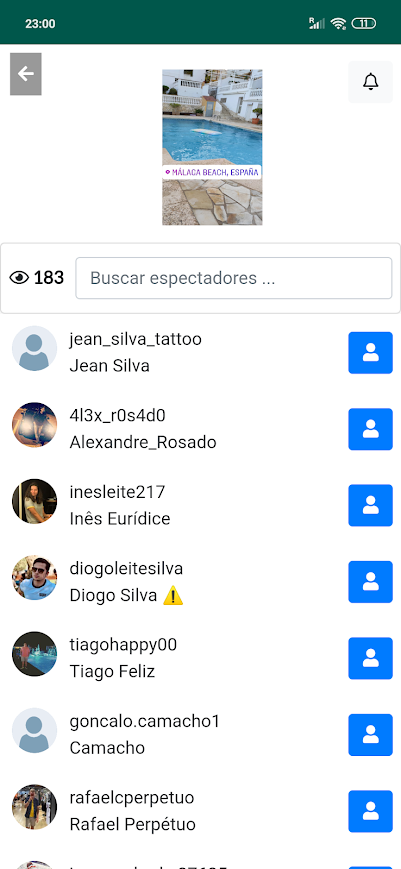 23:00
R
11
MÁLAGA BEACH, ESPAÑA
183 Buscar espectadores ...
jean_silva_tattoo
Jean Silva
4l3x_r0s4d0
Alexandre_Rosado
inesleite217
Inês Eurídice
diogoleitesilva
Diogo Silva ⚠️
tiagohappy00
Tiago Feliz
goncalo.camacho1
Camacho
rafaelcperpetuo
Rafael Perpétuo